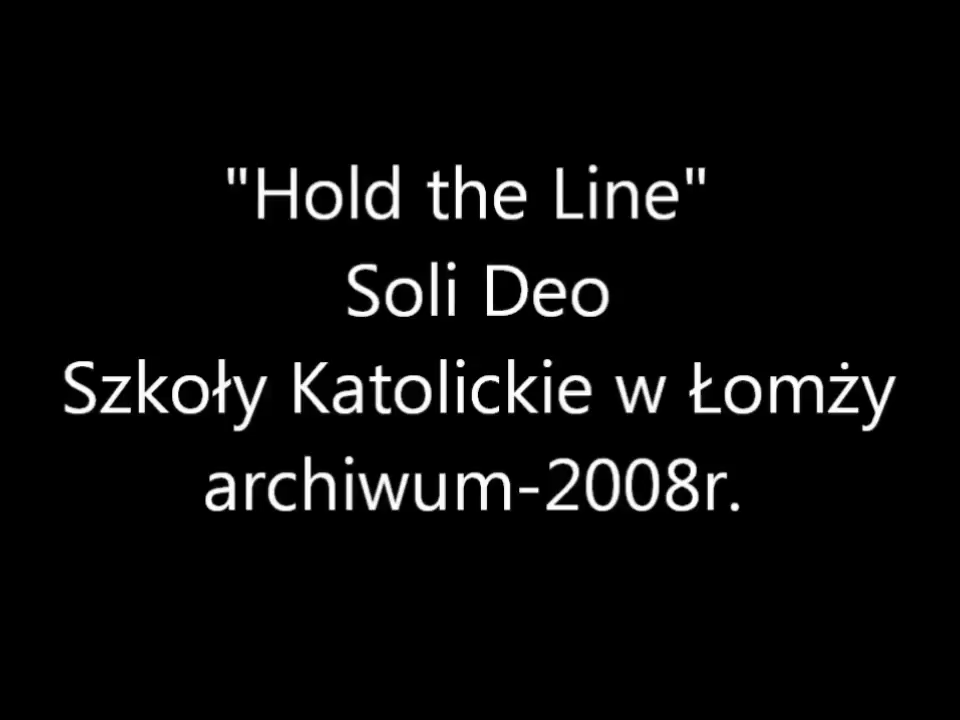 "Hold the Line"
Soli Deo
Szkoły Katolickie w Łomży
archiwum-2008r.